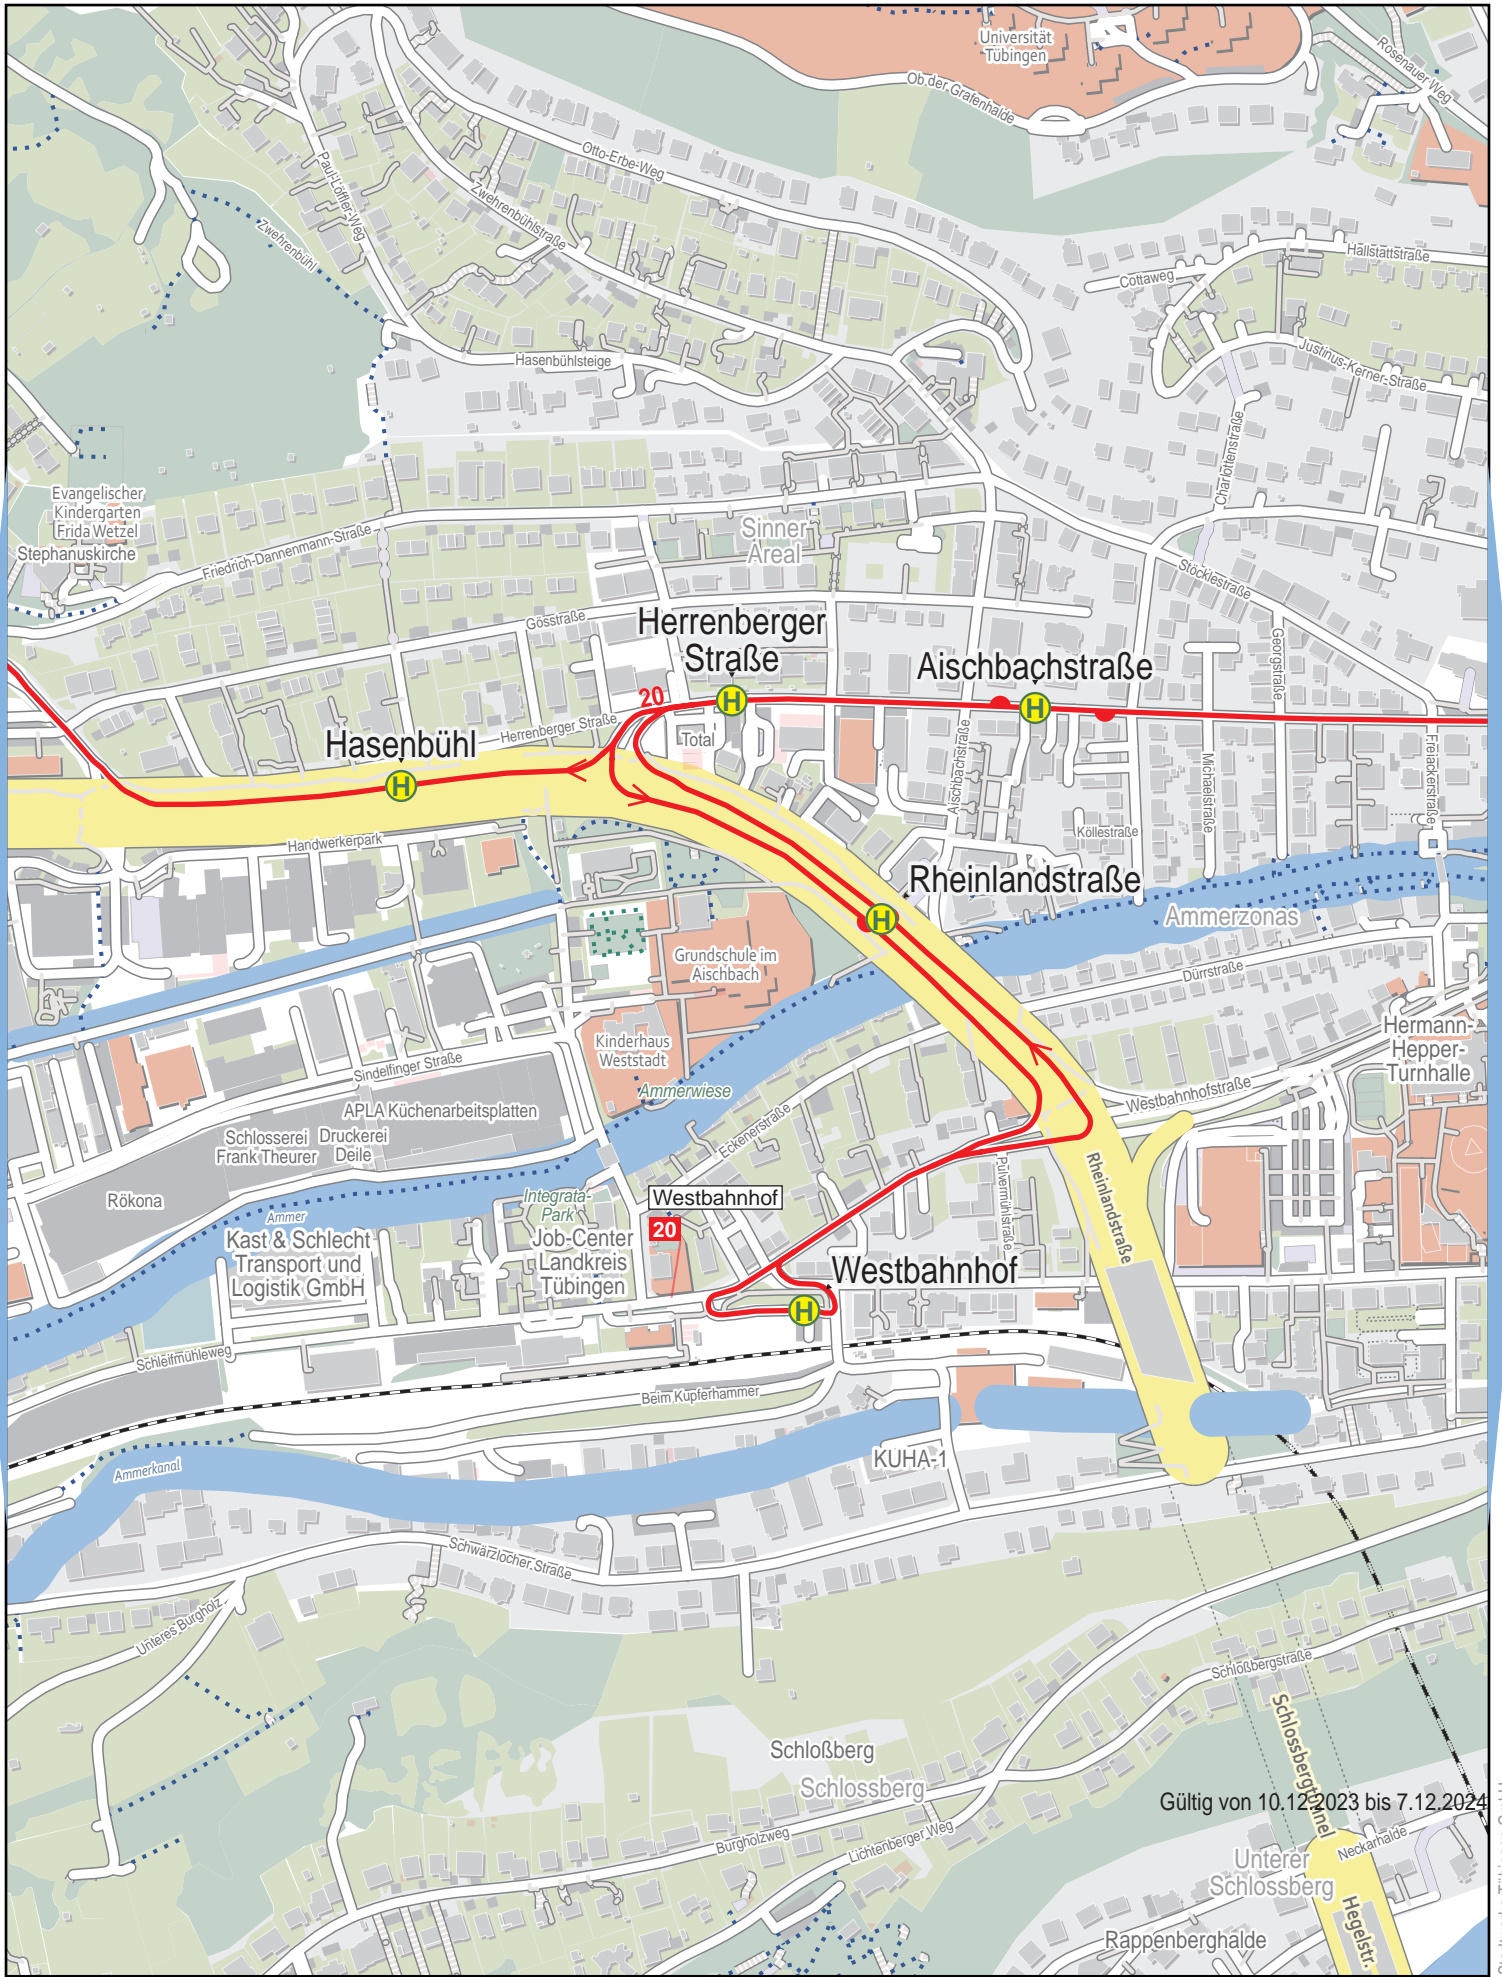 Universität
Tübingen
Rosenauer Weg
Ob der Grafenhalde
Otto-Erbe-Weg
Paul-Löffler-Weg
Zwehrenbühlstraße
Zwehrenbühl
Hallstattstraße
Cottaweg
Justinus-Kerner-Straße
Hasenbühlsteige
Charlottenstraße
Evangelischer
Kindergarten
Frida Wetzel
Stephanuskirche
Friedrich-Dannenmann-Straße
Sinner
Areal
Stöcklestraße
Gösstraße
Herrenberger
Straße
Georgstraße
Aischbachstraße
20
H
H
Herrenberger Straße
Total
Hasenbühl
H
Aischbachstraße
Michaelstraße
Freiackerstraße
Köllestraße
Handwerkerpark
Rheinlandstraße
H
Ammerzonas
Grundschule im
Aischbach
Dürrstraße
Kinderhaus
Weststadt
Hermann-
Hepper-
Turnhalle
Sindelfinger Straße
Ammerwiese
APLA Küchenarbeitsplatten
Westbahnhofstraße
Eckenerstraße
Schlosserei
Frank Theurer
Druckerei
Deile
Pulvermühlstraße
Rheinlandstraße
Rökona
Integrata-
Park
Westbahnhof
20
Ammer
Kast & Schlecht
Transport und
Logistik GmbH
Job-Center
Landkreis
Tübingen
Westbahnhof
H
Schleifmühleweg
Beim Kupferhammer
KUHA-1
Ammerkanal
Schwärzlocher Straße
Unteres Burgholz
Schloßbergstraße
Schlossbergtunnel
Schloßberg
Schlossberg
Gültig von 10.12.2023 bis 7.12.2024
Burgholzweg
Lichtenberger Weg
Neckarhalde
Unterer
Schlossberg
Hegelstr.
Rappenberghalde